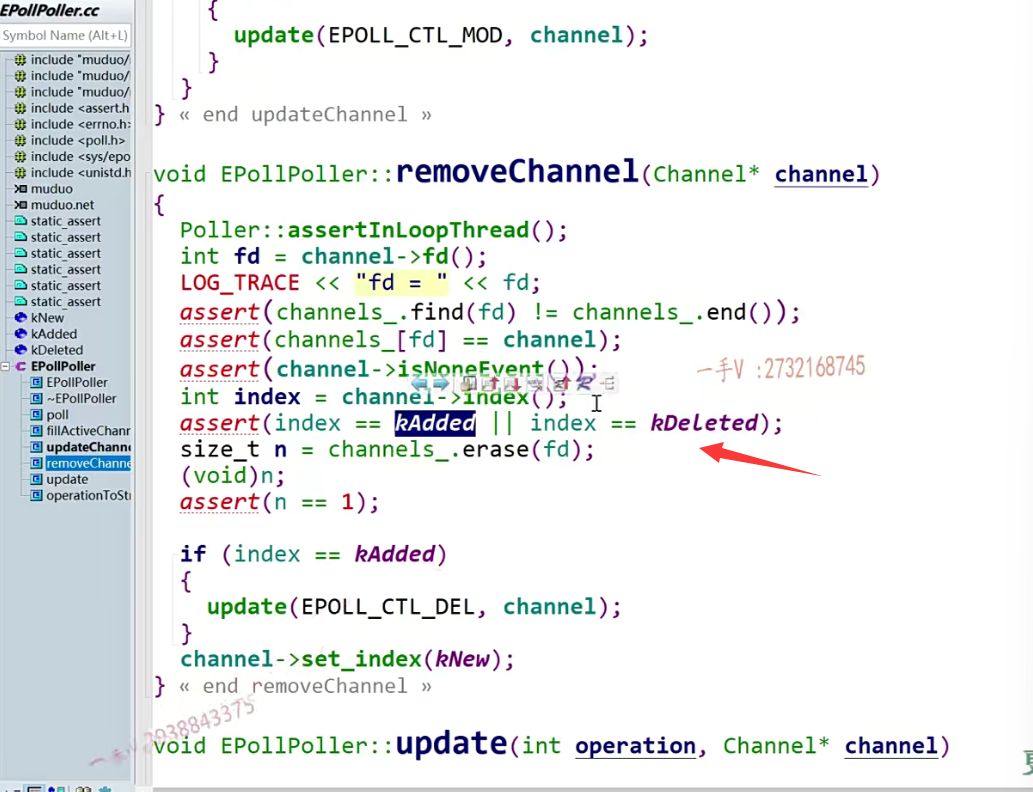 EPollPoller.cc
Symbol Name (Alt+L)
include "muduo/
include "muduo/
include "muduo/
include <assert.h
include <errno.h>
include <poll.h>
include <sys/epo
include <unistd.h
muduo
muduo.net
static_assert
static_assert
static_assert
static_assert
static_assert
static_assert
kNew
kAdded
kDeleted
EPollPoller
EPollPoller
~EPollPoller
poll
fillActiveChanr
updateChanne
removeChanne
update
operationToStr
{
update(EPOLL_CTL_MOD, channel);
}
}
} « end updateChannel »
void EPollPoller::removeChannel(Channel* channel)
{
Poller::assertInLoopThread();
int fd = channel->fd();
LOG_TRACE << "fd = " << fd;
assert(channels_.find(fd) != channels_.end());
assert(channels_[fd] == channel);
assert(channel->isNoneEvent());
一手V :2732168745
int index = channel->index();
assert(index == kAdded || index == kDeleted);
size_t n = channels_.erase(fd);
(void)n;
assert(n == 1);
if (index == kAdded)
{
update(EPOLL_CTL_DEL, channel);
}
channel->set_index(kNew);
} « end removeChannel »
一手V 2938843375
void EPollPoller::update(int operation, Channel* channel)